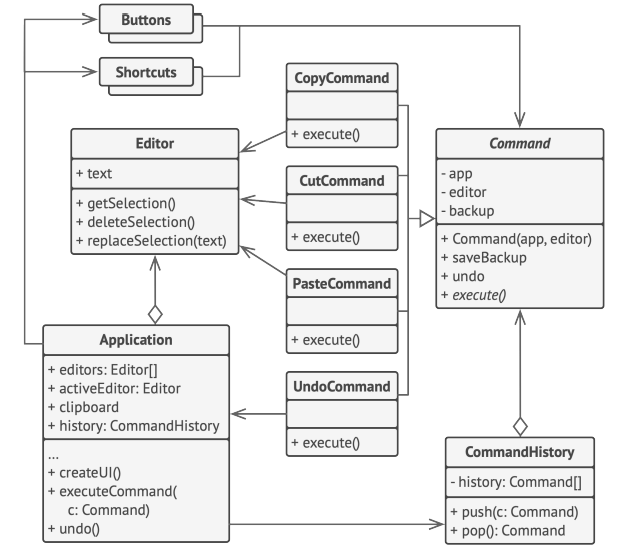 Buttons
Shortcuts
CopyCommand
+ execute()
Editor
+ text
+ getSelection()
+ deleteSelection()
+ replaceSelection(text)
CutCommand
+ execute()
Command
- app
- editor
- backup
+ Command(app, editor)
+ saveBackup
+ undo
+ execute()
PasteCommand
+ execute()
Application
+ editors: Editor[]
+ activeEditor: Editor
+ clipboard
+ history: CommandHistory
...
+ createUI()
+ executeCommand(
c: Command)
+ undo()
UndoCommand
+ execute()
CommandHistory
- history: Command[]
+ push(c: Command)
+ pop(): Command